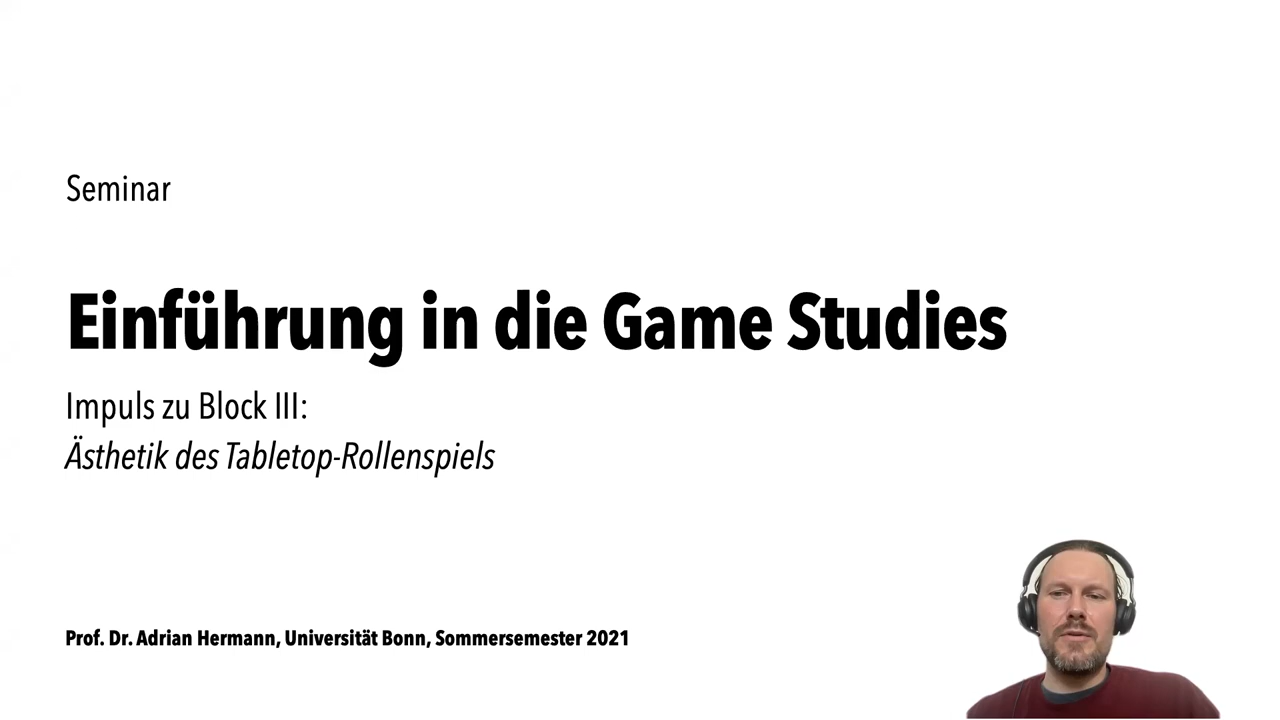 Seminar
Einführung in die Game Studies
Impuls zu Block III:
Ästhetik des Tabletop-Rollenspiels
Prof. Dr. Adrian Hermann, Universität Bonn, Sommersemester 2021